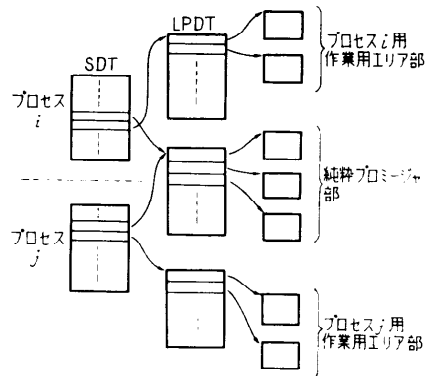 LPDT
SDT
プロセスi用
作業用エリア部
プロセス
i
純粋プロミージャ
部
プロセス
j
プロセスj用
作業用エリア部